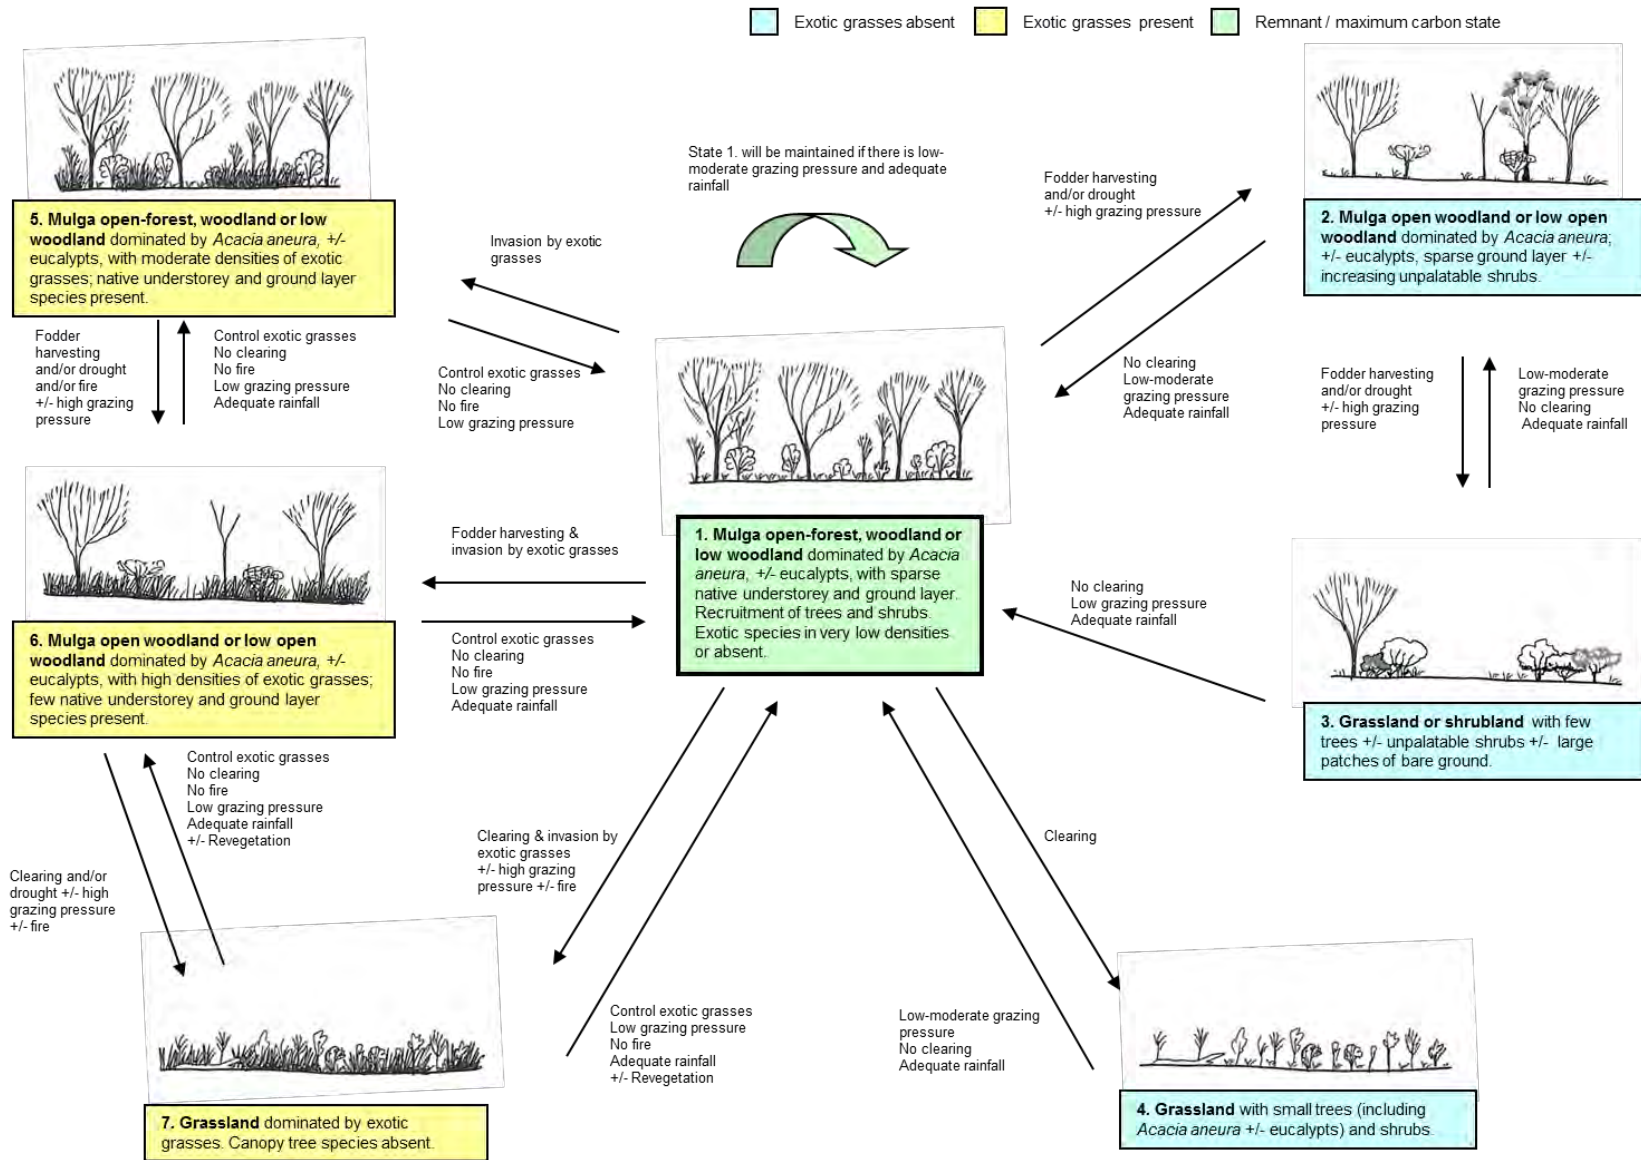 Exotic grasses absent
Exotic grasses present
Remnant / maximum carbon state
State 1. will be maintained if there is low-
moderate grazing pressure and adequate
rainfall
5. Mulga open-forest, woodland or low
woodland dominated by Acacia aneura, +/-
eucalypts, with moderate densities of exotic
grasses; native understorey and ground layer
species present.
Invasion by exotic
grasses
Fodder harvesting
and/or drought
+/- high grazing pressure
2. Mulga open woodland or low open
woodland dominated by Acacia aneura;
+/- eucalypts, sparse ground layer +/-
increasing unpalatable shrubs.
Fodder
harvesting
and/or drought
and/or fire
+/- high grazing
pressure
Control exotic grasses
No clearing
No fire
Low grazing pressure
Adequate rainfall
Control exotic grasses
No clearing
No fire
Low grazing pressure
No clearing
Low-moderate
grazing pressure
Adequate rainfall
Fodder harvesting
and/or drought
+/- high grazing
pressure
Low-moderate
grazing pressure
No clearing
Adequate rainfall
Fodder harvesting &
invasion by exotic grasses
1. Mulga open-forest, woodland or
low woodland dominated by Acacia
aneura, +/- eucalypts, with sparse
native understorey and ground layer.
Recruitment of trees and shrubs.
Exotic species in very low densities
or absent.
No clearing
Low grazing pressure
Adequate rainfall
6. Mulga open woodland or low open
woodland dominated by Acacia aneura, +/-
eucalypts, with high densities of exotic grasses;
few native understorey and ground layer
species present.
Control exotic grasses
No clearing
No fire
Low grazing pressure
Adequate rainfall
3. Grassland or shrubland with few
trees +/- unpalatable shrubs +/- large
patches of bare ground.
Control exotic grasses
No clearing
No fire
Low grazing pressure
Adequate rainfall
+/- Revegetation
Clearing and/or
drought +/- high
grazing pressure
+/- fire
Clearing & invasion by
exotic grasses
+/- high grazing
pressure +/- fire
Clearing
Control exotic grasses
Low grazing pressure
No fire
Adequate rainfall
+/- Revegetation
Low-moderate grazing
pressure
No clearing
Adequate rainfall
7. Grassland dominated by exotic
grasses. Canopy tree species absent.
4. Grassland with small trees (including
Acacia aneura +/- eucalypts) and shrubs.